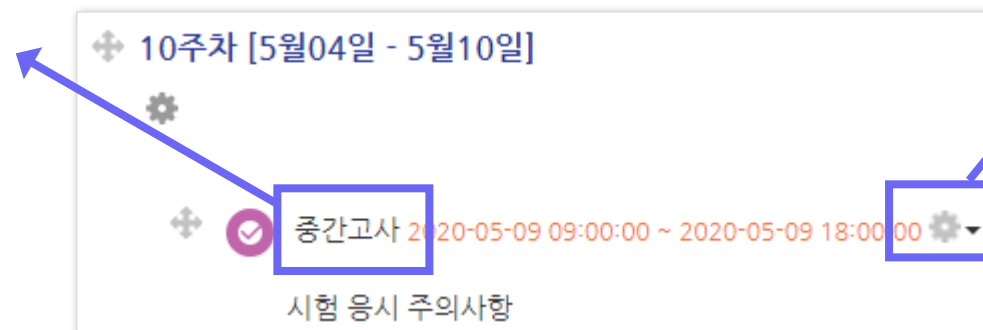 10주차 [5월04일 - 5월10일]
중간고사 2020-05-09 09:00:00 ~ 2020-05-09 18:00:00
시험 응시 주의사항